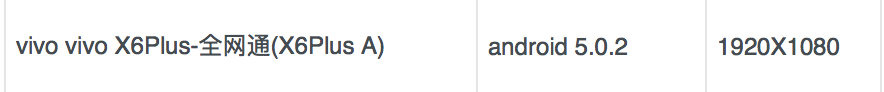 vivo vivo X6Plus-全网通(X6Plus A) android 5.0.2 1920X1080